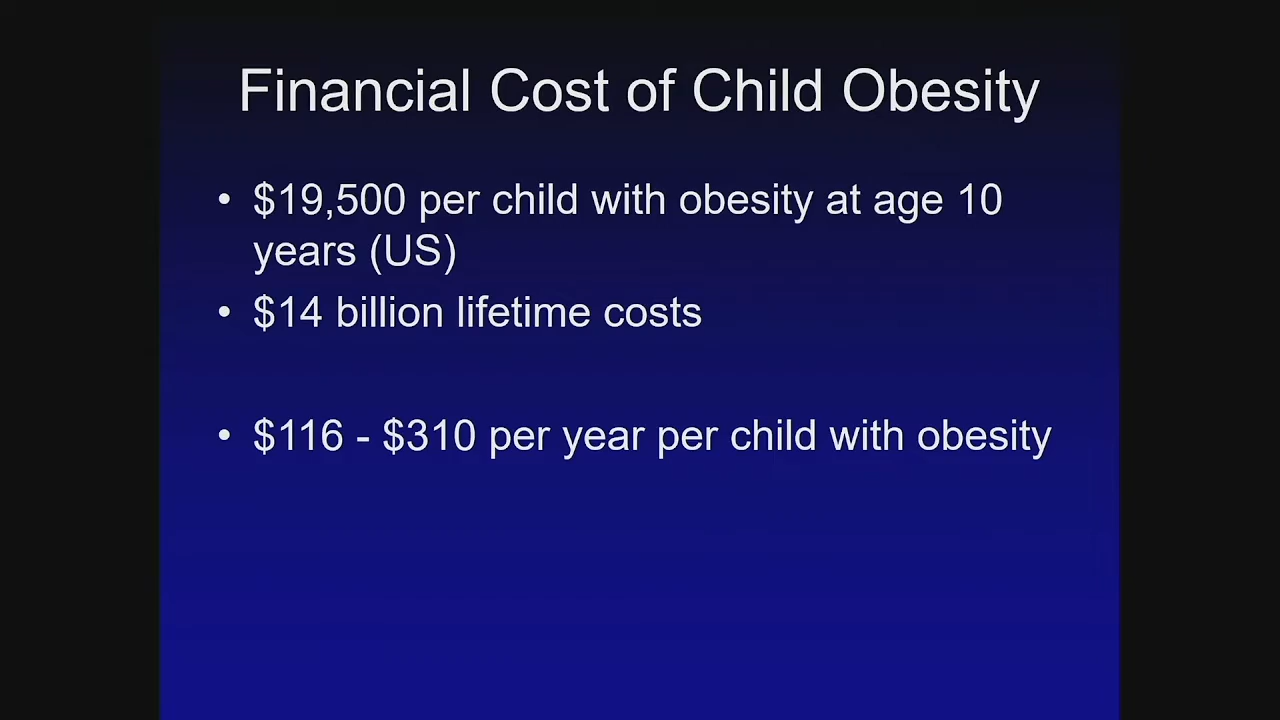 Financial Cost of Child Obesity
• $19,500 per child with obesity at age 10
years (US)
• $14 billion lifetime costs
• $116 - $310 per year per child with obesity